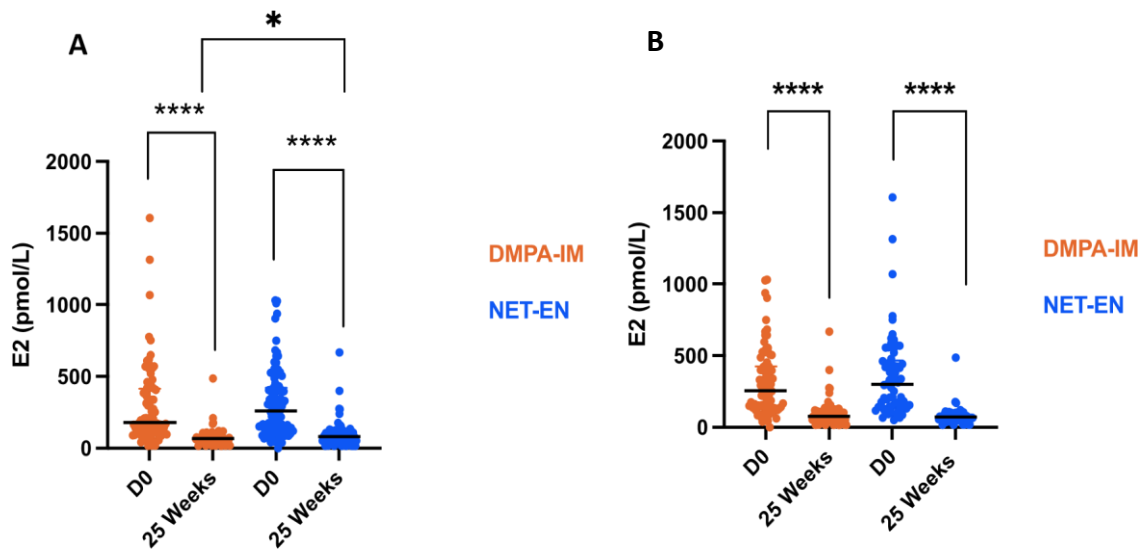 A
*
****
****
2000
1500
1000
500
0
E2 (pmol/L)
D0
25 Weeks
D0
25 Weeks
DMPA-IM
NET-EN
B
****
****
2000
1500
1000
500
0
E2 (pmol/L)
D0
25 Weeks
D0
25 Weeks
DMPA-IM
NET-EN